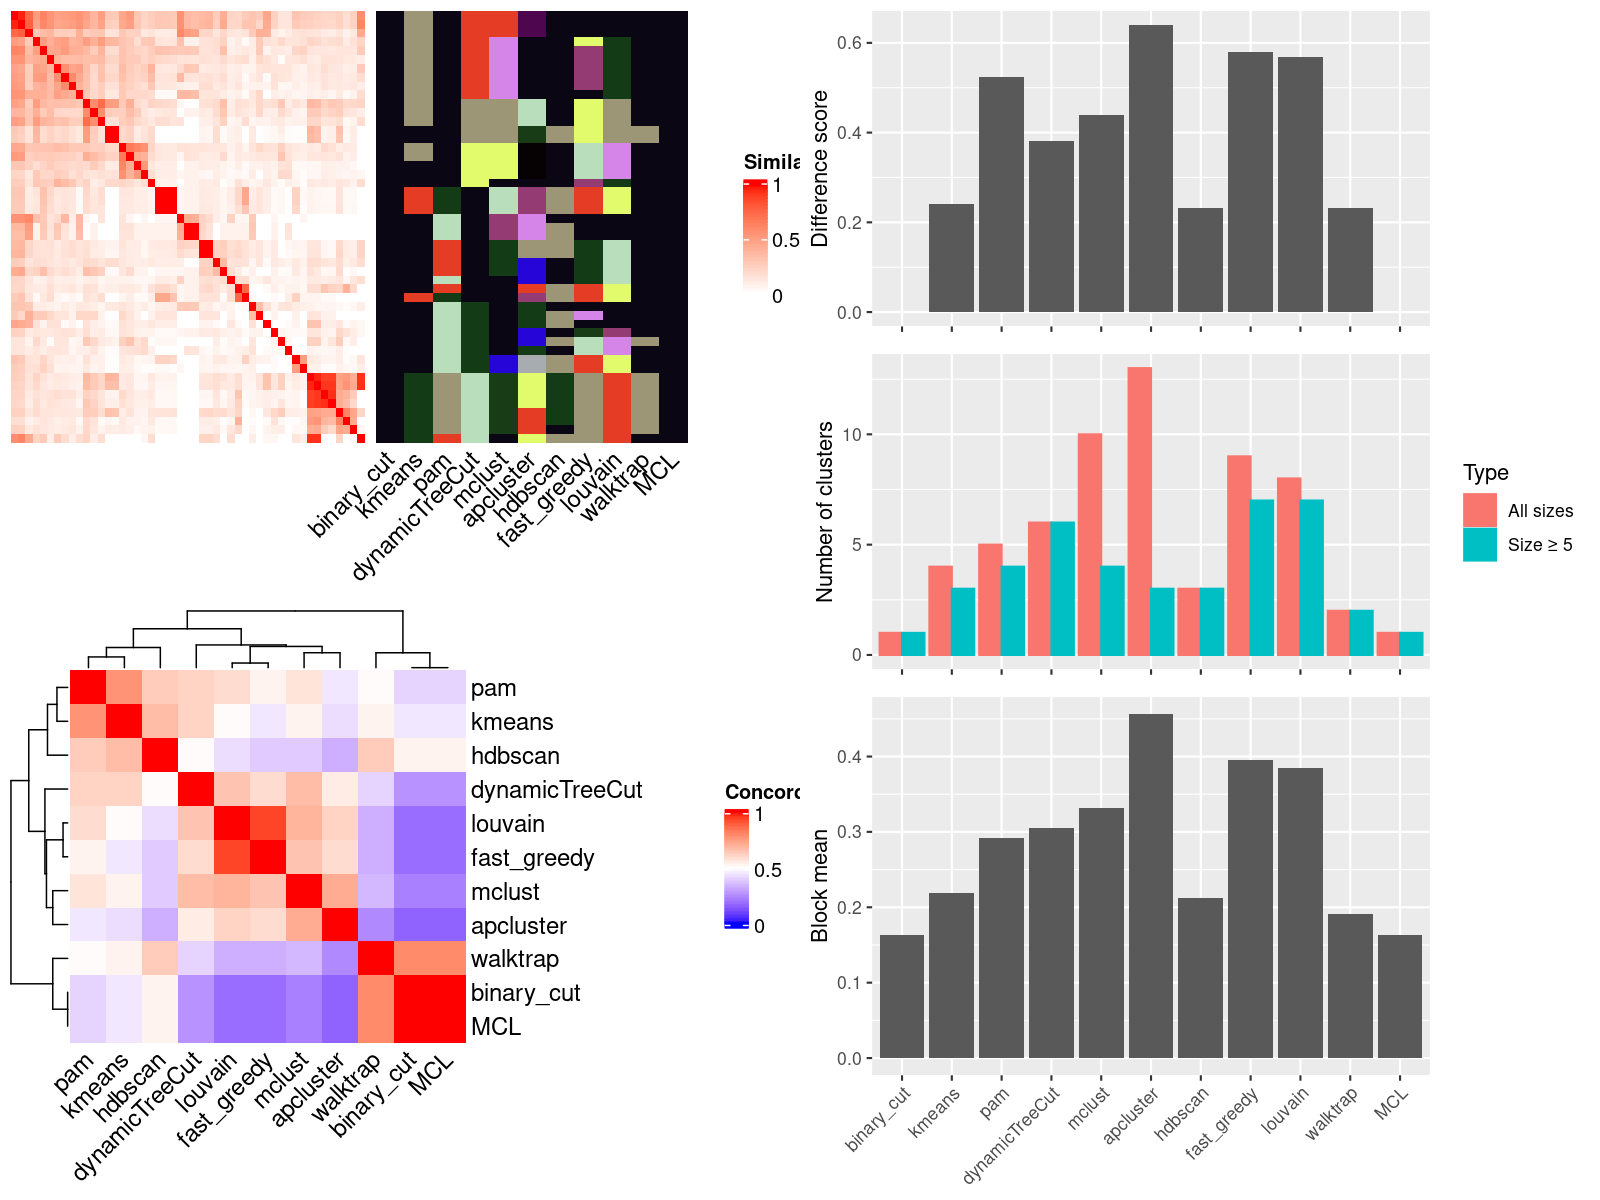 Simila
1
0.5
0
binary_cut
kmeans
pam
dynamicTreeCut
mclust
apcluster
hdbscan
fast_greedy
louvain
walktrap
MCL
Difference score
0.6
0.4
0.2
0.0
Number of clusters
10
5
0
Type
All sizes
Size ≥ 5
pam
kmeans
hdbscan
dynamicTreeCut
louvain
fast_greedy
mclust
apcluster
walktrap
binary_cut
MCL
Concord
1
0.5
0
pam
kmeans
hdbscan
dynamicTreeCut
louvain
fast_greedy
mclust
apcluster
walktrap
binary_cut
MCL
Block mean
0.4
0.3
0.2
0.1
0.0
binary_cut
kmeans
pam
dynamicTreeCut
mclust
apcluster
hdbscan
fast_greedy
louvain
walktrap
MCL